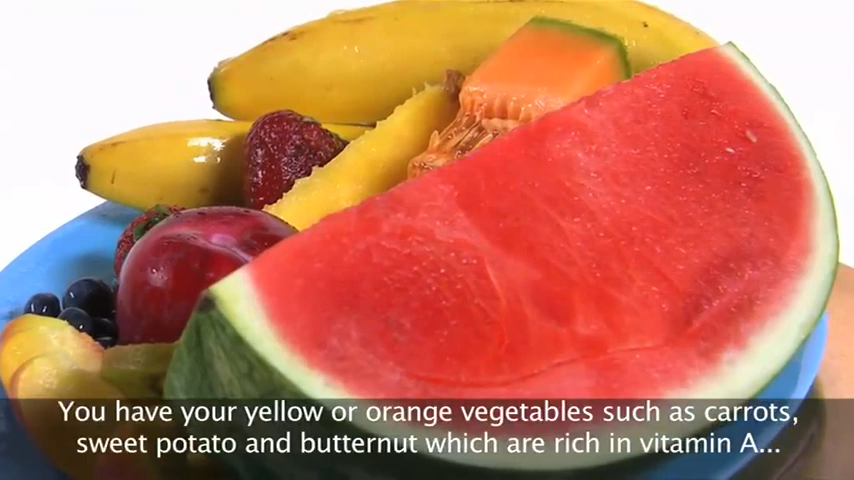 You have your yellow or orange vegetables such as carrots,
sweet potato and butternut which are rich in vitamin A...